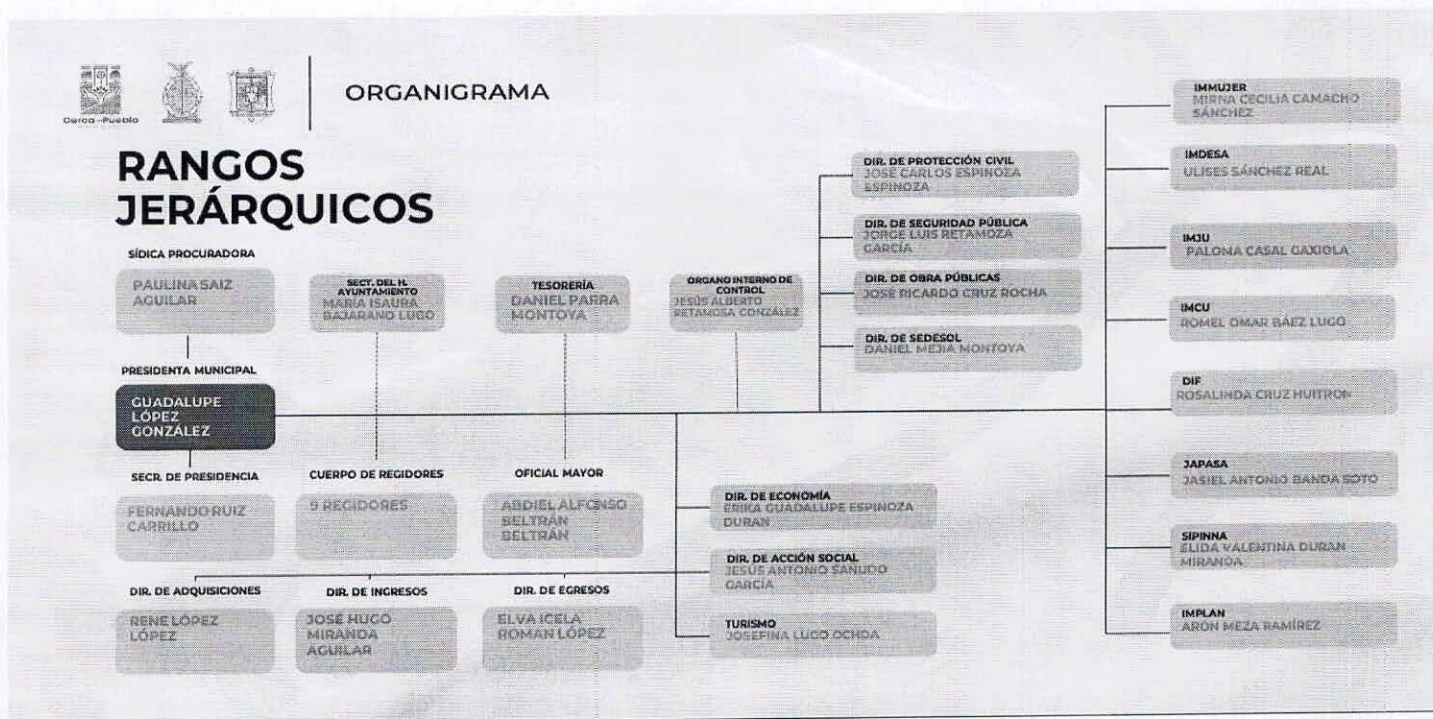 Cerca del Pueblo
ORGANIGRAMA
RANGOS
JERÁRQUICOS
SÍDICA PROCURADORA
PAULINA SAIZ
AGUILAR
SECT. DEL H.
AYUNTAMIENTO
MARÍA ISAURA
BAJARANO LUGO
TESORERÍA
DANIEL PARRA
MONTOYA
ORGANO INTERNO DE
CONTROL
JESÚS ALBERTO
RETAMOSA GONZÁLEZ
PRESIDENTA MUNICIPAL
GUADALUPE
LÓPEZ
GONZÁLEZ
SECR. DE PRESIDENCIA
FERNANDO RUIZ
CARRILLO
CUERPO DE REGIDORES
9 REGIDORES
OFICIAL MAYOR
ABDIEL ALFONSO
BELTRÁN
BELTRÁN
DIR. DE ADQUISICIONES
RENE LÓPEZ
LÓPEZ
DIR. DE INGRESOS
JOSÉ HUGO
MIRANDA
AGUILAR
DIR. DE EGRESOS
ELVA ICELA
ROMAN LÓPEZ
DIR. DE PROTECCIÓN CIVIL
JOSÉ CARLOS ESPINOZA
ESPINOZA
DIR. DE SEGURIDAD PÚBLICA
JORGE LUIS RETAMOZA
GARCÍA
DIR. DE OBRA PÚBLICAS
JOSÉ RICARDO CRUZ ROCHA
DIR. DE SEDESOL
DANIEL MEJIA MONTOYA
DIR. DE ECONOMÍA
ERIKA GUADALUPE ESPINOZA
DURAN
DIR. DE ACCIÓN SOCIAL
JESÚS ANTONIO SAÑUDO
GARCÍA
TURISMO
JOSEFINA LUGO OCHOA
IMMUJER
MIRNA CECILIA CAMACHO
SÁNCHEZ
IMDESA
ULISES SÁNCHEZ REAL
IMJU
PALOMA CASAL GAXIOLA
IMCU
ROMEL OMAR BÁEZ LUGO
DIF
ROSALINDA CRUZ HUITRON
JAPASA
JASIEL ANTONIO BANDA SOTO
SIPINNA
ELIDA VALENTINA DURAN
MIRANDA
IMPLAN
ARÓN MEZA RAMÍREZ